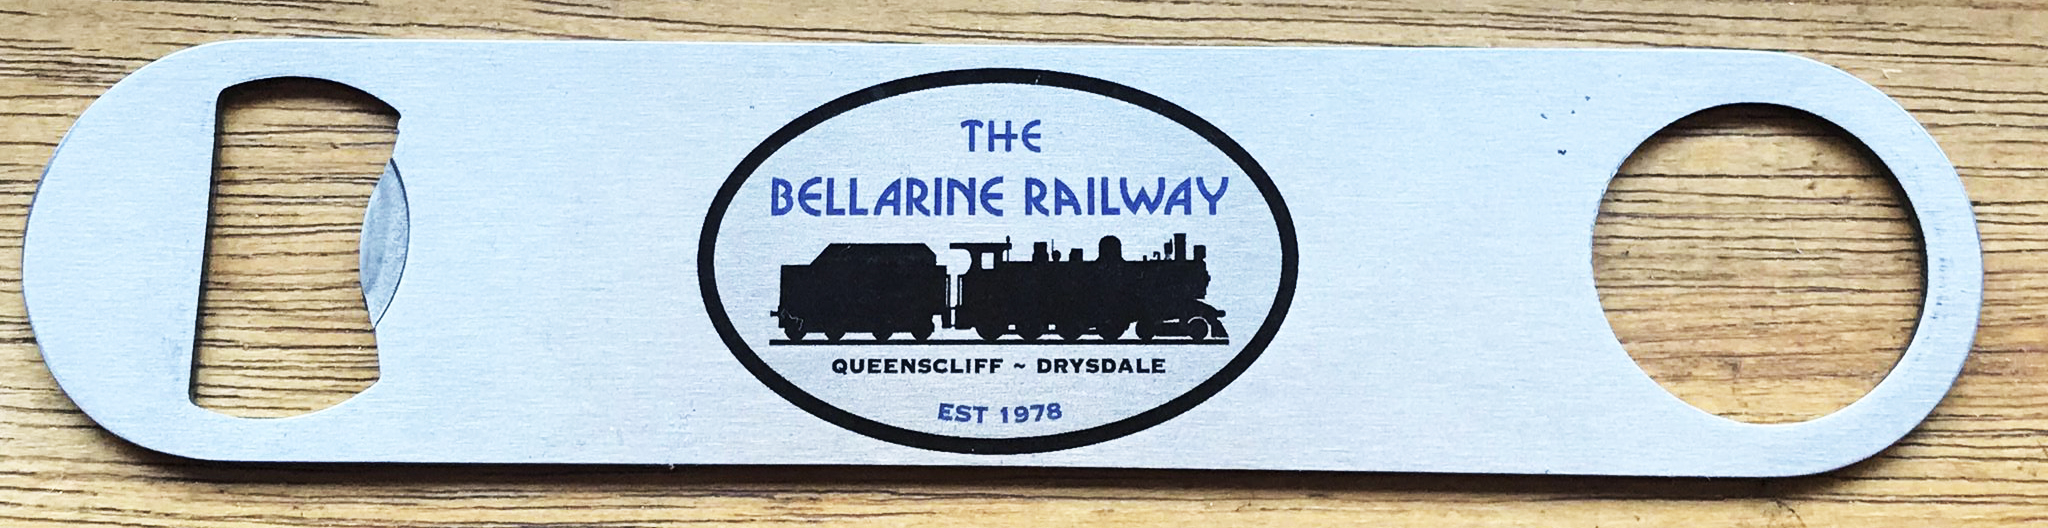 THE
BELLARINE RAILWAY
QUEENSCLIFF ~ DRYSDALE
EST 1978